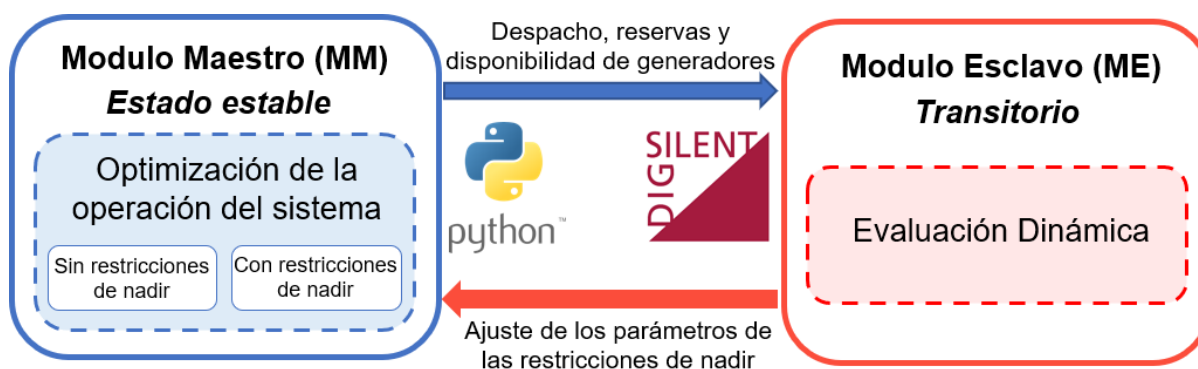 Modulo Maestro (MM)
Estado estable
Optimización de la
operación del sistema
Sin restricciones
de nadir
Con restricciones
de nadir
Despacho, reservas y
disponibilidad de generadores
python™
DIG
SILENT
Ajuste de los parámetros de
las restricciones de nadir
Modulo Esclavo (ME)
Transitorio
Evaluación Dinámica